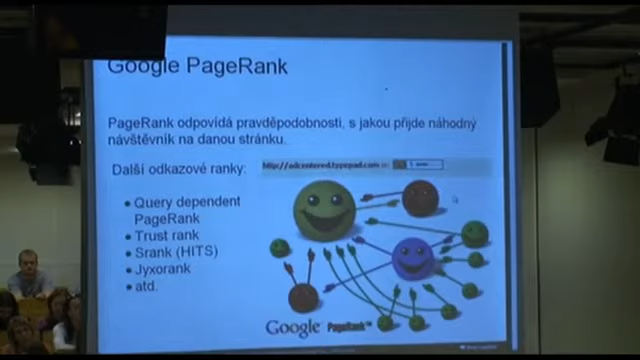 Google PageRank
PageRank odpovídá pravděpodobnosti, s jakou přijde náhodný
návštěvník na danou stránku.
Další odkazové ranky:
http://adcentered.typepad.com
• Query dependent
PageRank
• Trust rank
• Srank (HITS)
• Jyxorank
• atd.
Google PageRank™